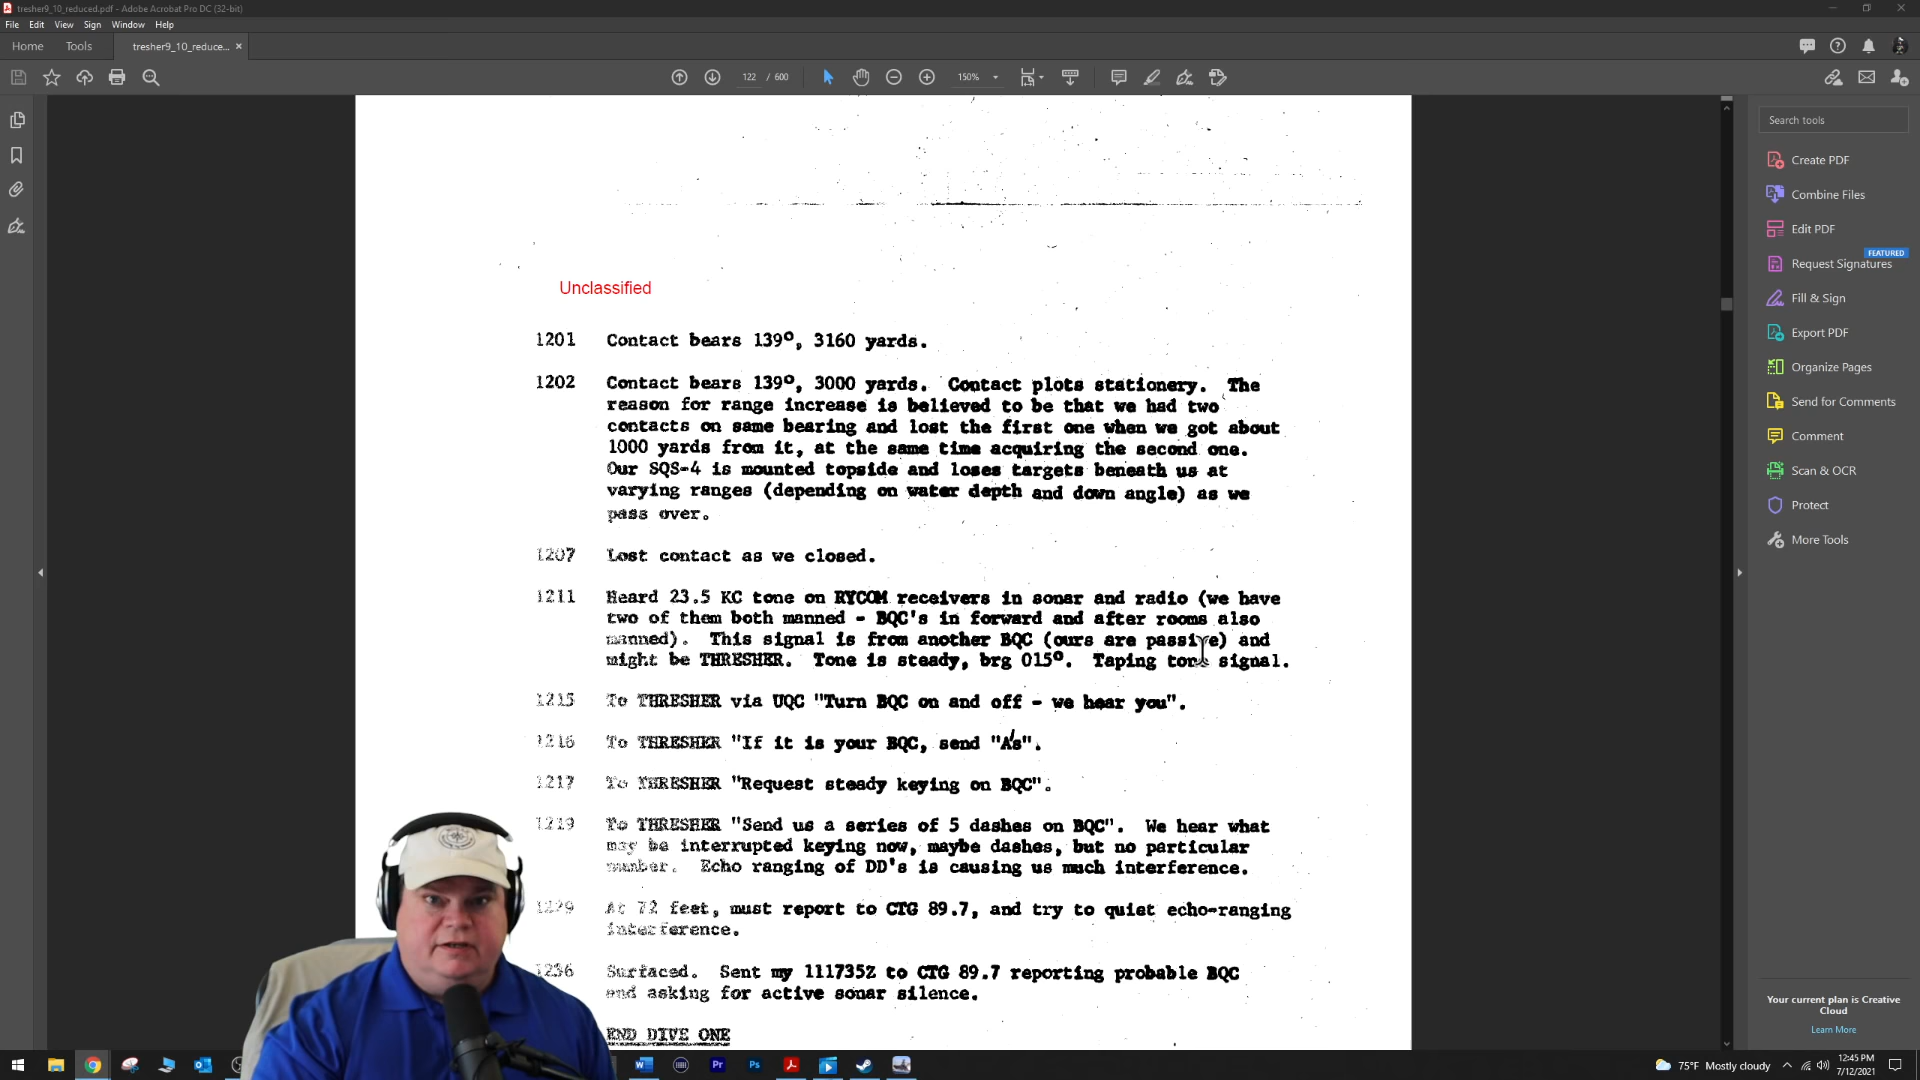 tresher9_10_reduced.pdf - Adobe Acrobat Pro DC (32-bit)
File Edit View Sign Window Help
Home Tools tresher9_10_reduce... ×
122 / 600 150%
Search tools
Create PDF
Combine Files
Edit PDF
FEATURED
Request Signatures
Fill & Sign
Export PDF
Organize Pages
Send for Comments
Comment
Scan & OCR
Protect
More Tools
Your current plan is Creative
Cloud
Learn More
Unclassified
1201 Contact bears 139º, 3160 yards.
1202 Contact bears 139º, 3000 yards. Contact plots stationery. The
reason for range increase is believed to be that we had two
contacts on same bearing and lost the first one when we got about
1000 yards from it, at the same time acquiring the second one.
Our SQS-4 is mounted topside and loses targets beneath us at
varying ranges (depending on water depth and down angle) as we
pass over.
1207 Lost contact as we closed.
1211 Heard 23.5 KC tone on RYCOM receivers in sonar and radio (we have
two of them both manned - BQC's in forward and after rooms also
manned). This signal is from another BQC (ours are passive) and
might be THRESHER. Tone is steady, brg 015º. Taping tone signal.
1215 To THRESHER via UQC "Turn BQC on and off - we hear you".
1216 To THRESHER "If it is your BQC, send "A's".
1217 To THRESHER "Request steady keying on BQC".
1219 To THRESHER "Send us a series of 5 dashes on BQC". We hear what
may be interrupted keying now, maybe dashes, but no particular
number. Echo ranging of DD's is causing us much interference.
1229 At 72 feet, must report to CTG 89.7, and try to quiet echo-ranging
interference.
1236 Surfaced. Sent my 111735Z to CTG 89.7 reporting probable BQC
and asking for active sonar silence.
END DIVE ONE
75°F Mostly cloudy
12:45 PM
7/12/2021